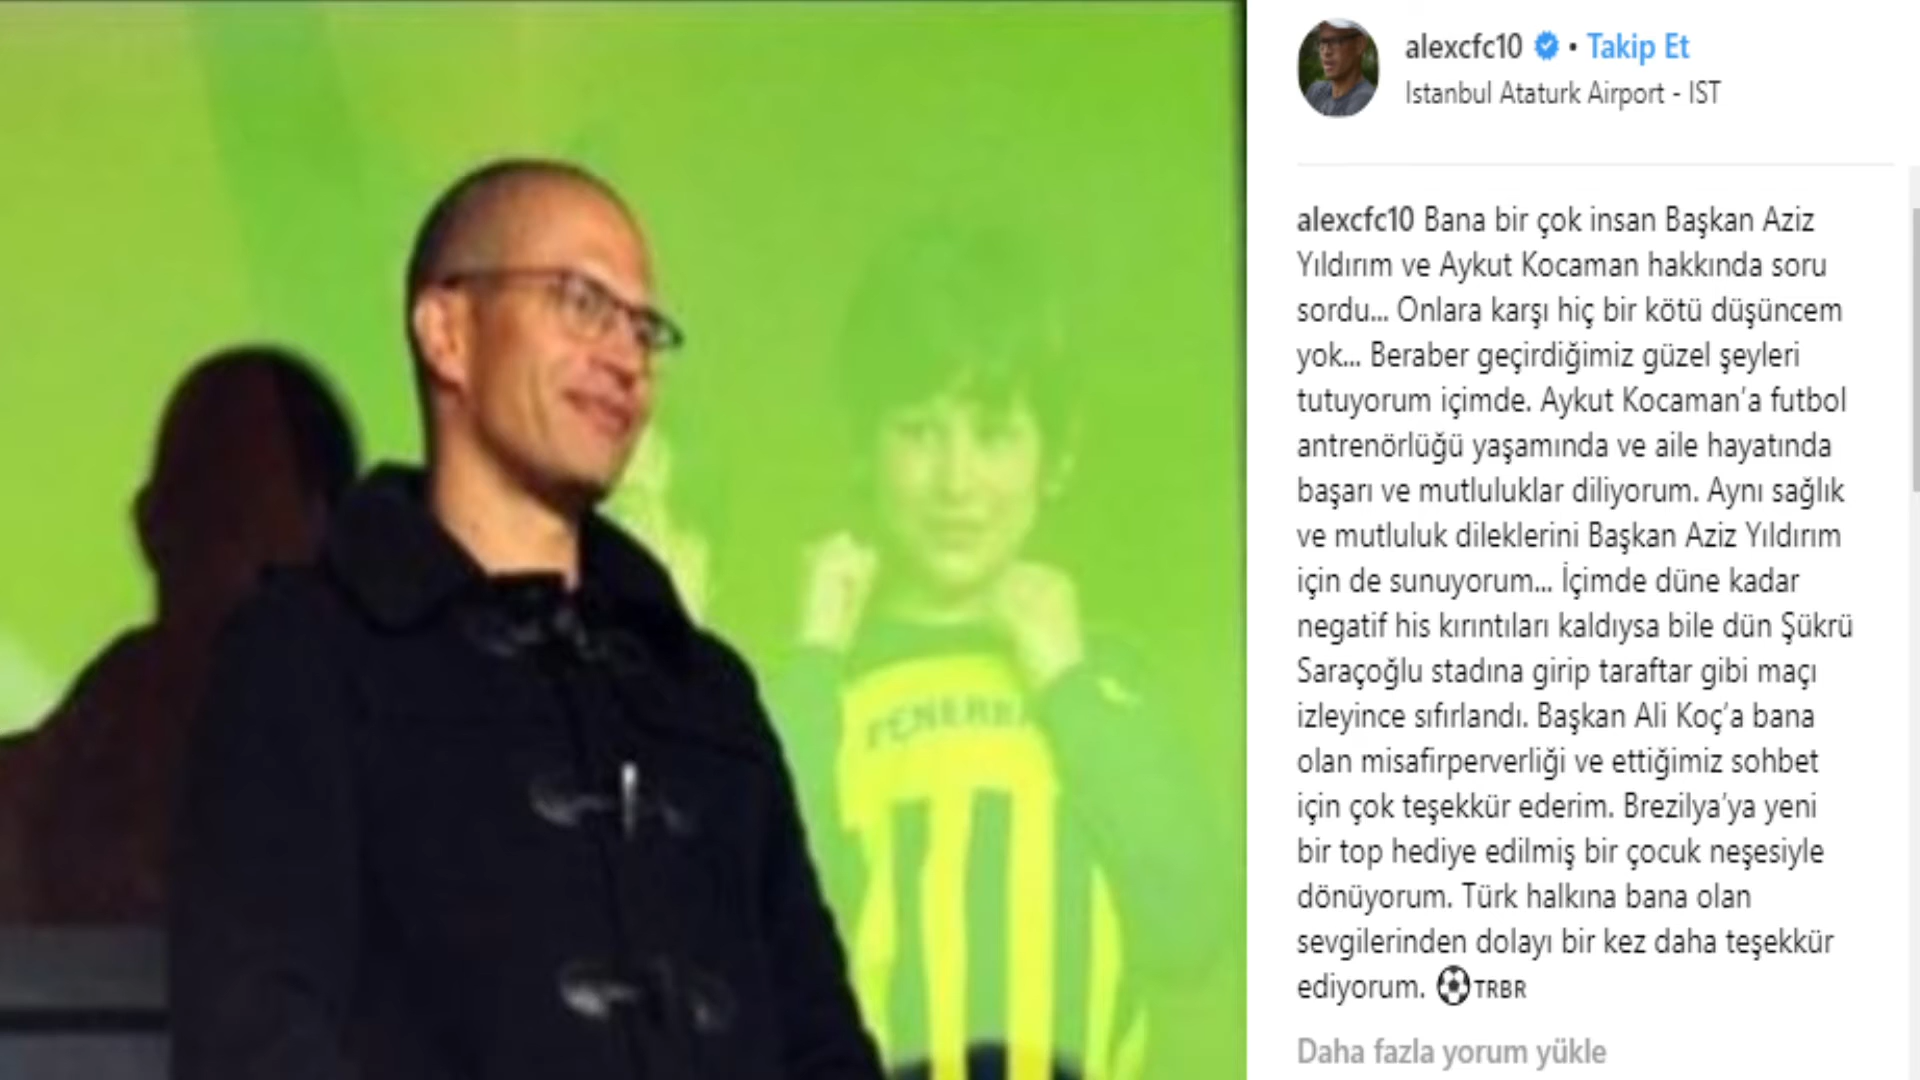 alexcfc10 • Takip Et
Istanbul Ataturk Airport - IST
alexcfc10 Bana bir çok insan Başkan Aziz
Yıldırım ve Aykut Kocaman hakkında soru
sordu... Onlara karşı hiç bir kötü düşüncem
yok... Beraber geçirdiğimiz güzel şeyleri
tutuyorum içimde. Aykut Kocaman'a futbol
antrenörlüğü yaşamında ve aile hayatında
başarı ve mutluluklar diliyorum. Aynı sağlık
ve mutluluk dileklerini Başkan Aziz Yıldırım
için de sunuyorum... İçimde düne kadar
negatif his kırıntıları kaldıysa bile dün Şükrü
Saraçoğlu stadına girip taraftar gibi maçı
izleyince sıfırlandı. Başkan Ali Koç'a bana
olan misafirperverliği ve ettiğimiz sohbet
için çok teşekkür ederim. Brezilya'ya yeni
bir top hediye edilmiş bir çocuk neşesiyle
dönüyorum. Türk halkına bana olan
sevgilerinden dolayı bir kez daha teşekkür
ediyorum. ⚽TRBR
Daha fazla yorum yükle